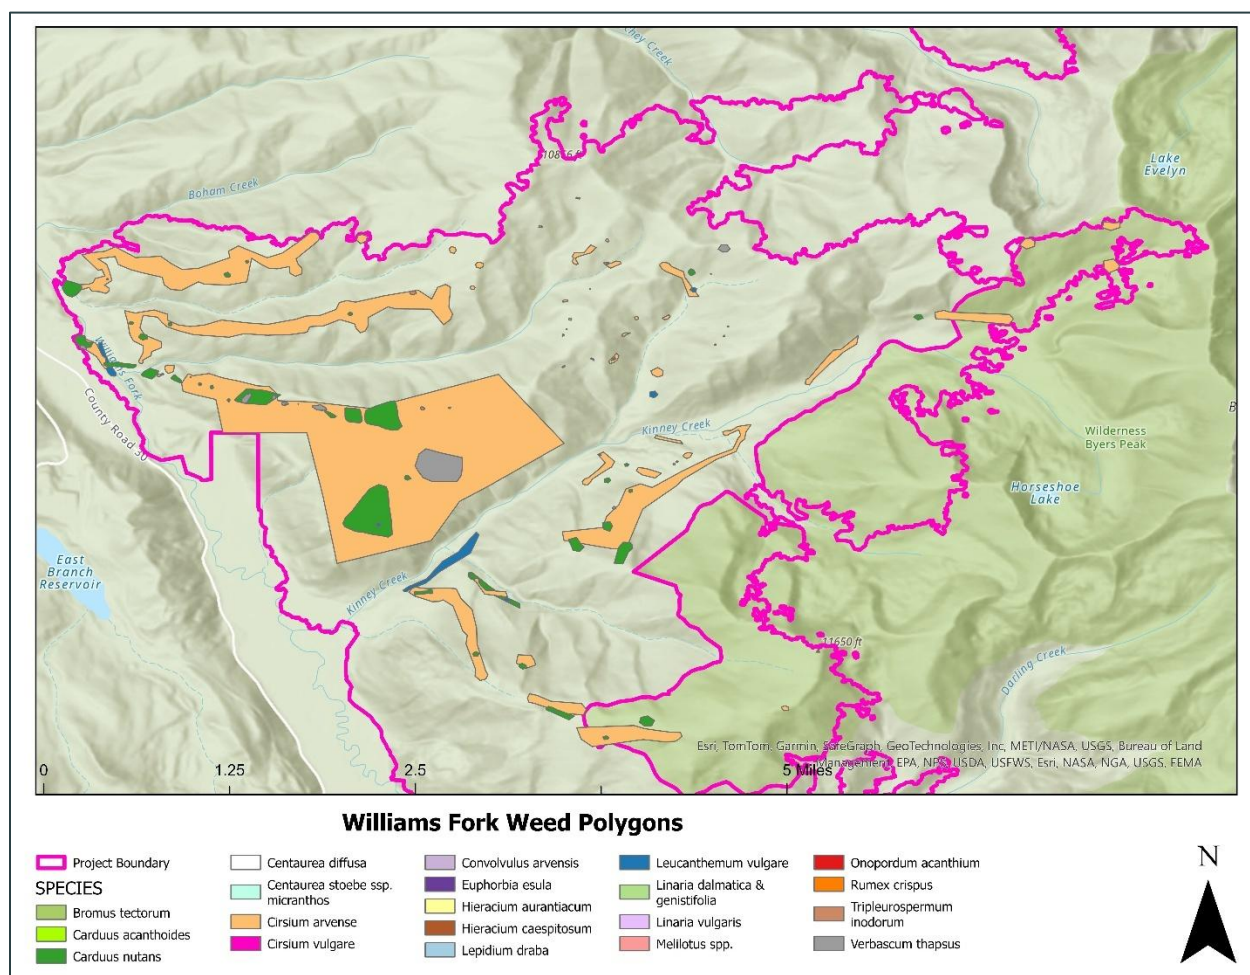 chey Creek
10856 ft
Lake
Evelyn
Boham Creek
Williams Fork
County Road 30
Kinney Creek
Wilderness
Byers Peak
Horseshoe
Lake
B
East
Branch
Reservoir
Kinney Creek
11650 ft
Darling Creek
Esri, TomTom, Garmin, SafeGraph, GeoTechnologies, Inc, METI/NASA, USGS, Bureau of Land
Management, EPA, NPS, USDA, USFWS, Esri, NASA, NGA, USGS, FEMA
0 1.25 2.5 5 Miles
Williams Fork Weed Polygons
Project Boundary
SPECIES
Bromus tectorum
Carduus acanthoides
Carduus nutans
Centaurea diffusa
Centaurea stoebe ssp.
micranthos
Cirsium arvense
Cirsium vulgare
Convolvulus arvensis
Euphorbia esula
Hieracium aurantiacum
Hieracium caespitosum
Lepidium draba
Leucanthemum vulgare
Linaria dalmatica &
genistifolia
Linaria vulgaris
Melilotus spp.
Onopordum acanthium
Rumex crispus
Tripleurospermum
inodorum
Verbascum thapsus
N